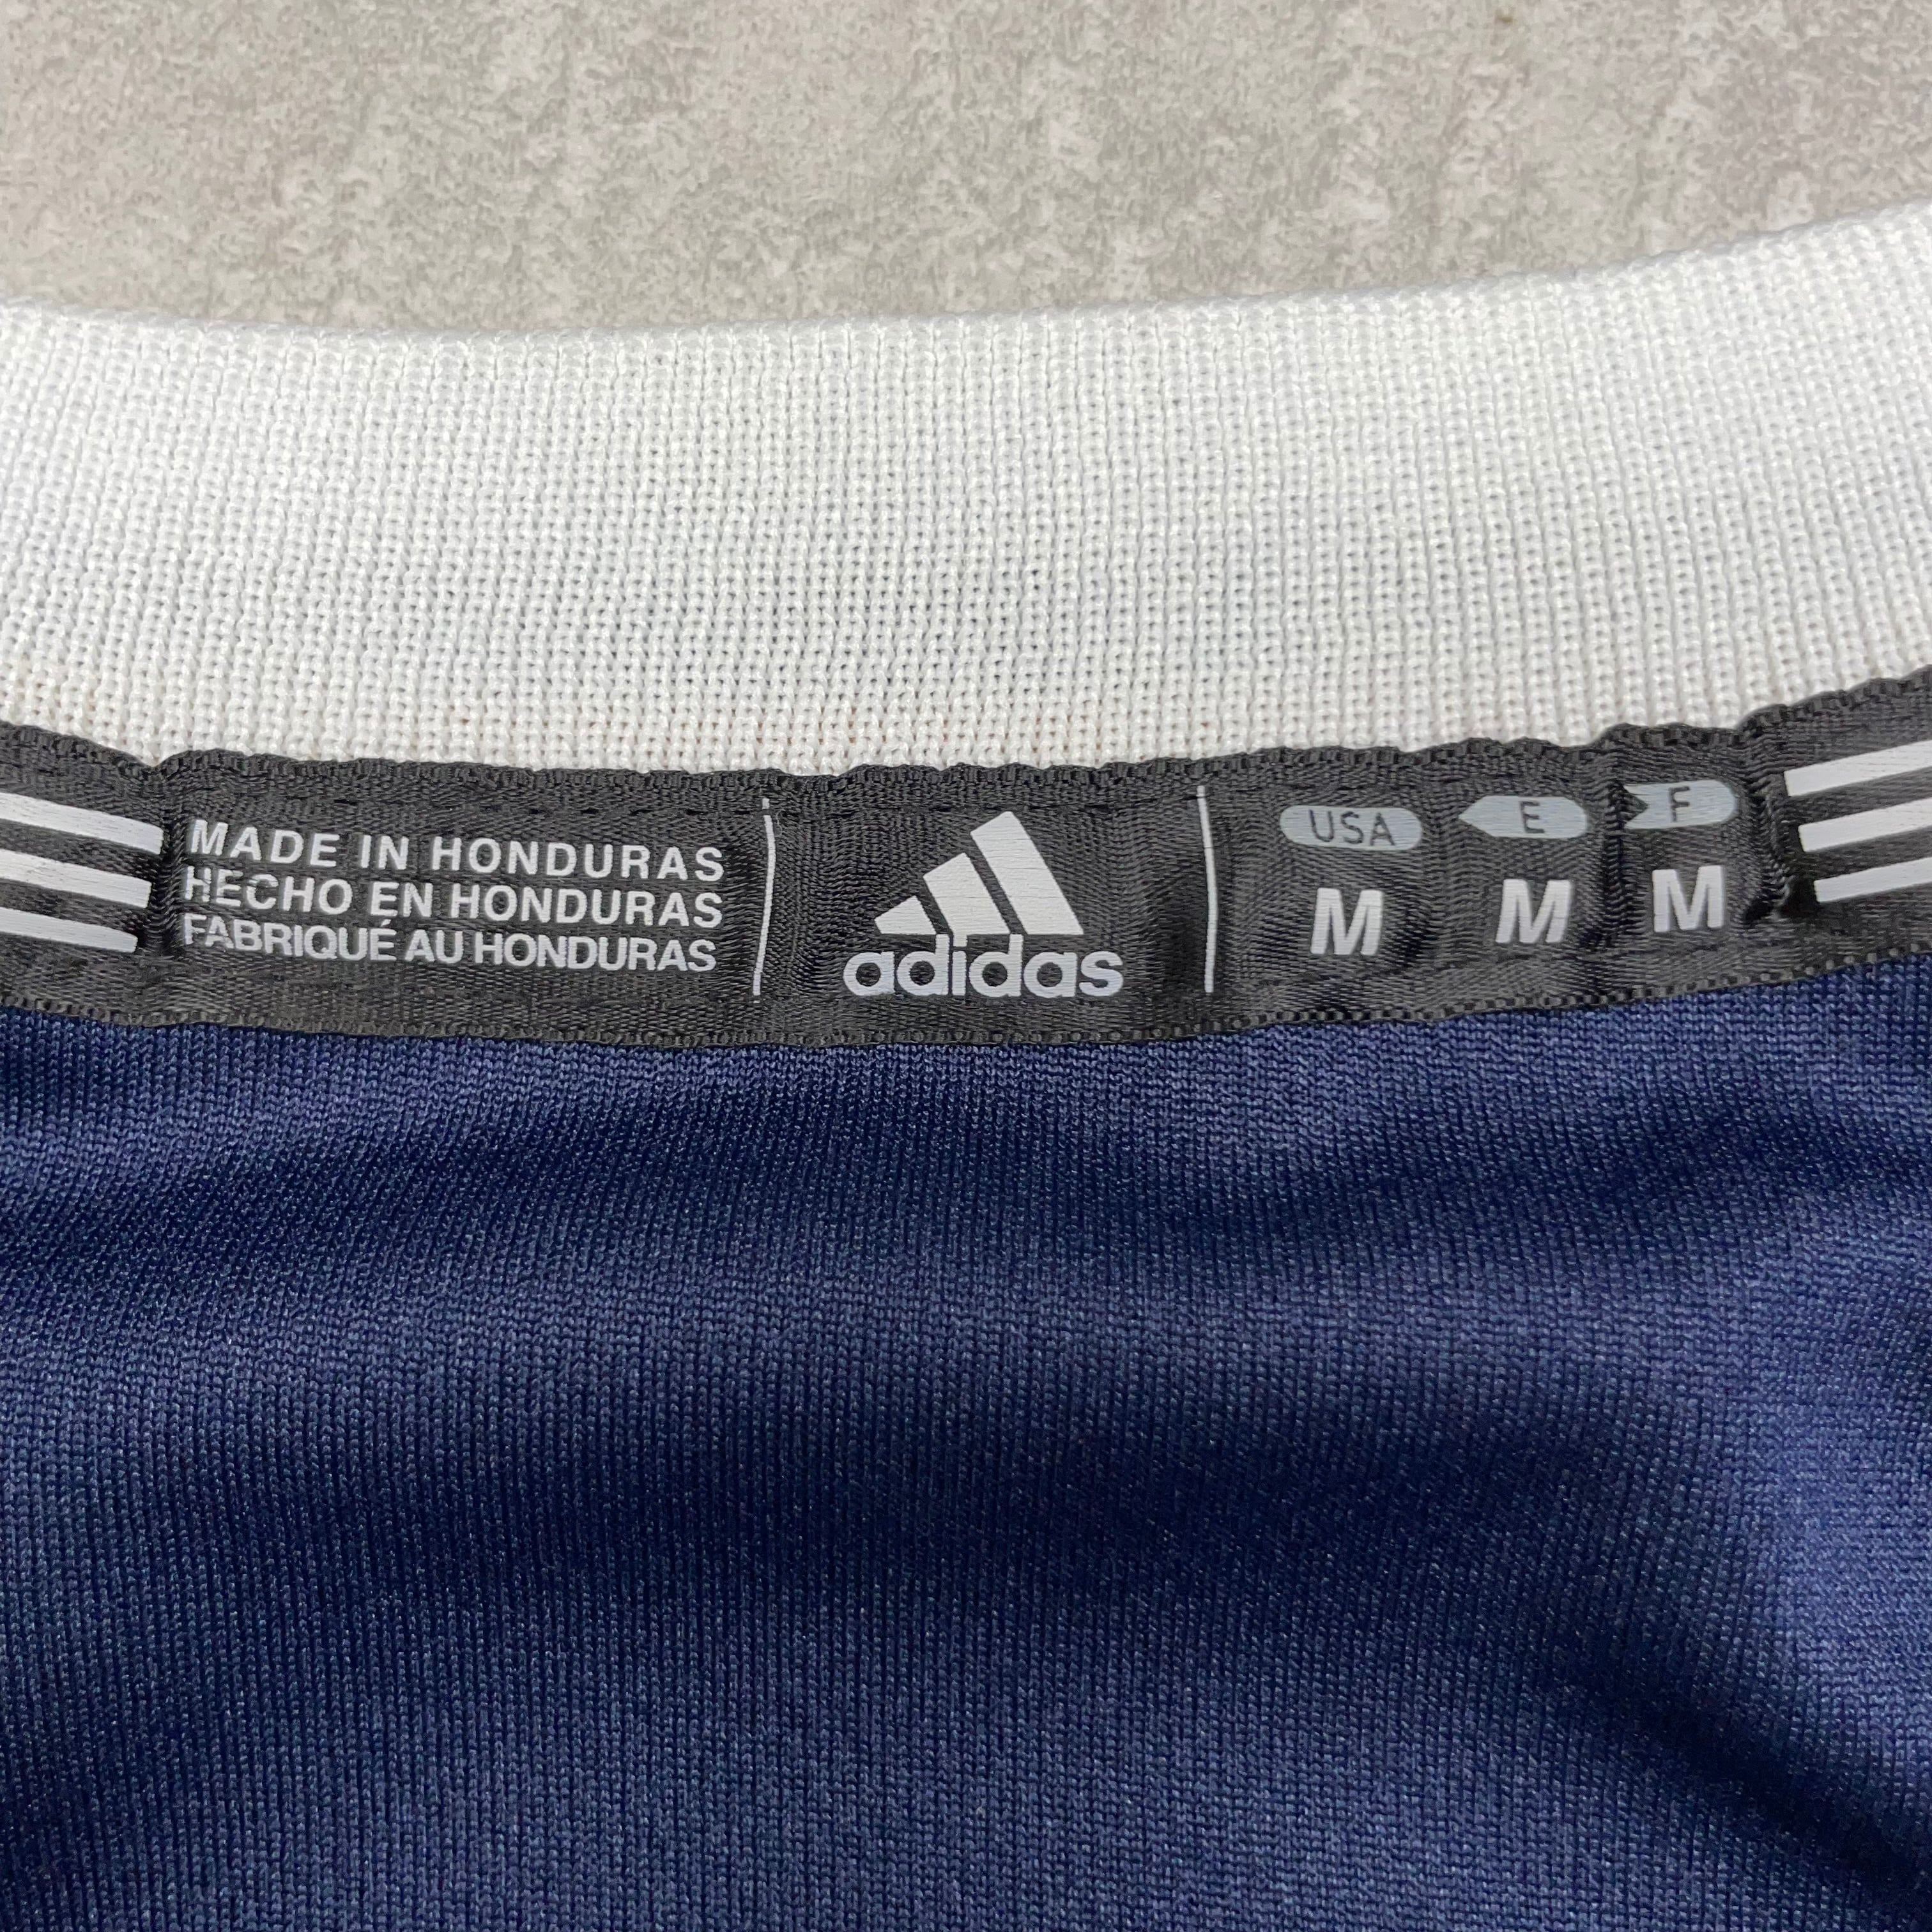 MADE IN HONDURAS
HECHO EN HONDURAS
FABRIQUÉ AU HONDURAS
adidas
USA E F
M M M